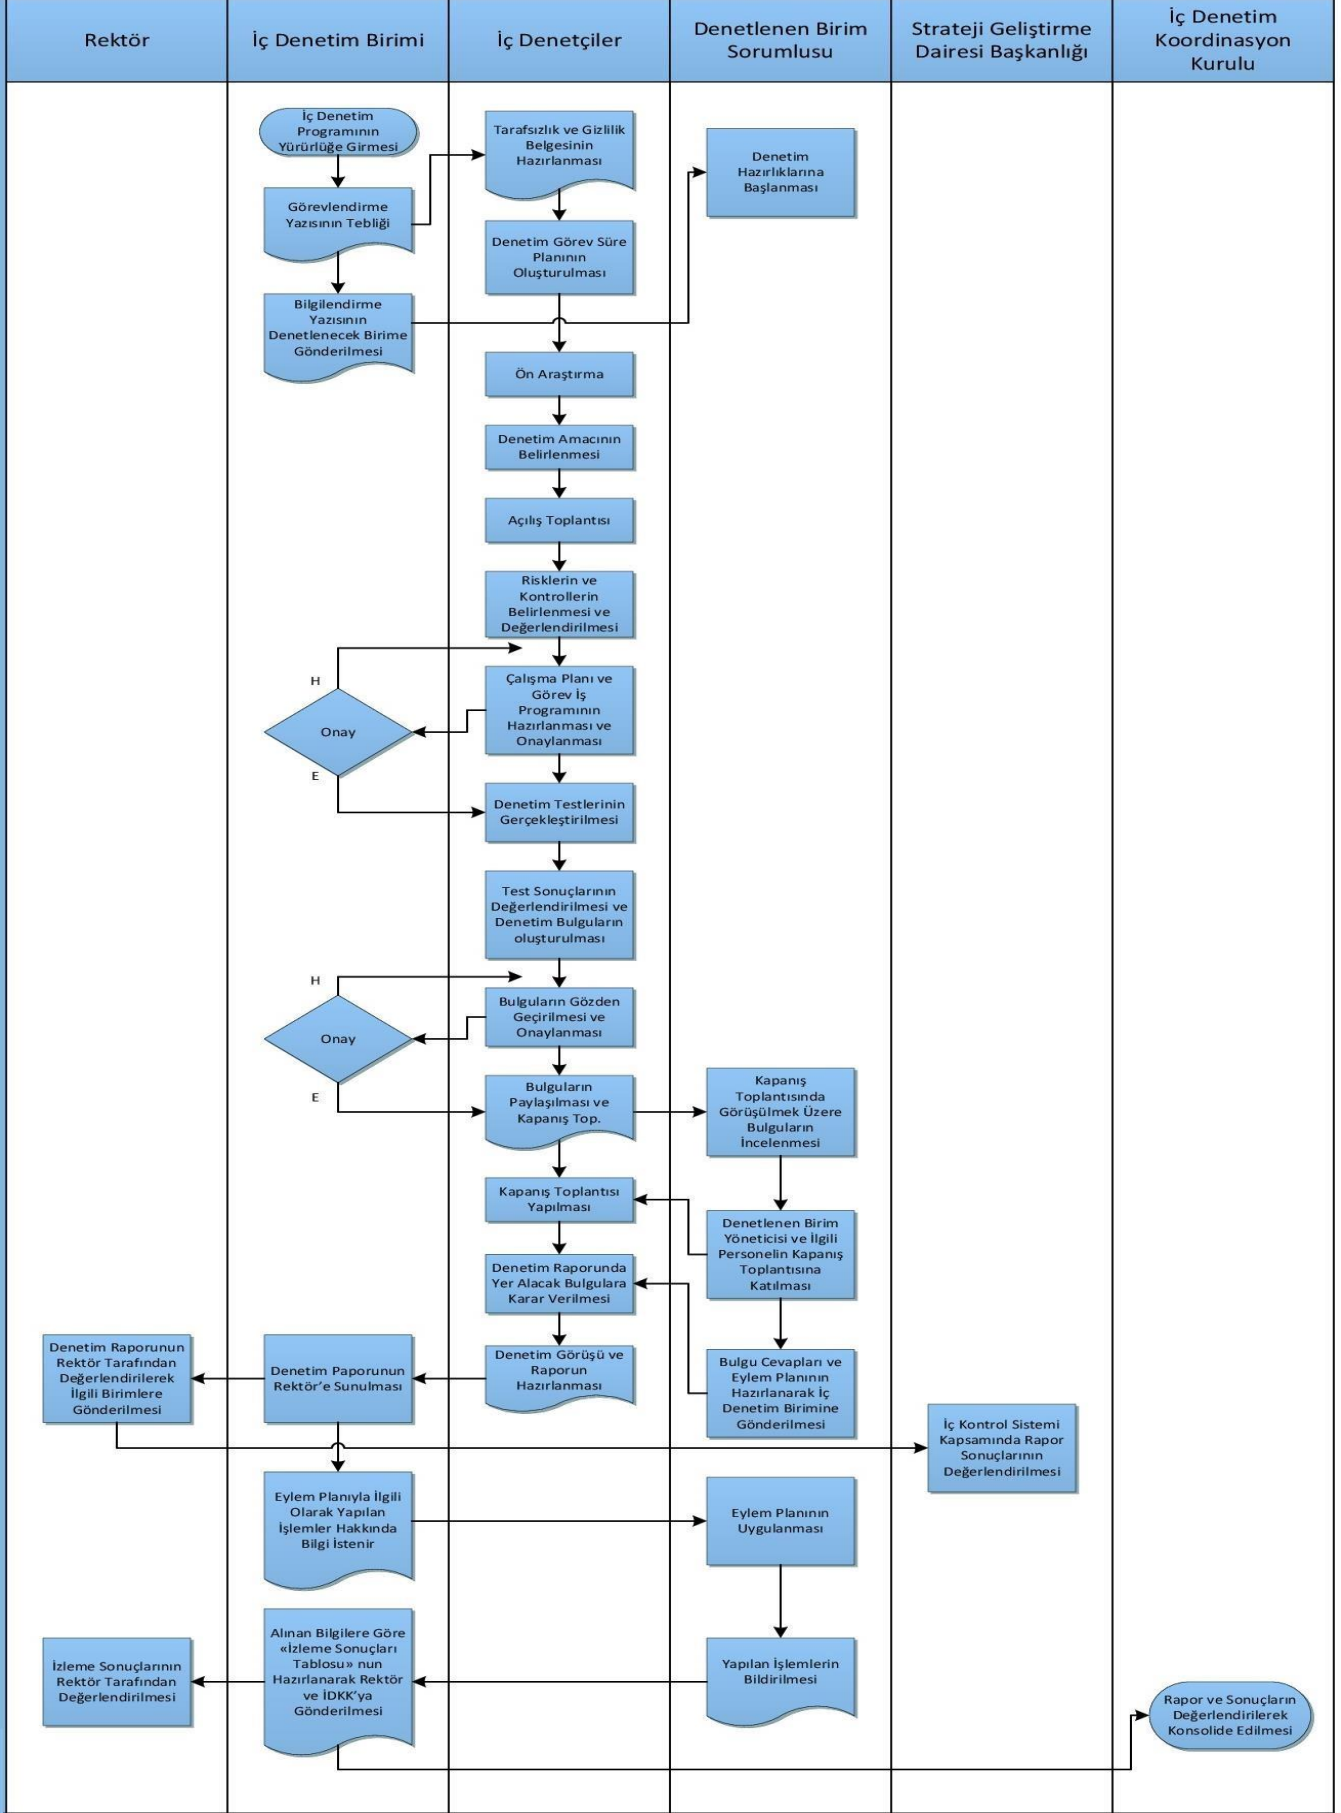 Rektör
İç Denetim Birimi
İç Denetçiler
Denetlenen Birim
Sorumlusu
Strateji Geliştirme
Dairesi Başkanlığı
İç Denetim
Koordinasyon
Kurulu
İç Denetim
Programının
Yürürlüğe Girmesi
Tarafsızlık ve Gizlilik
Belgesinin
Hazırlanması
Denetim
Hazırlıklarına
Başlanması
Görevlendirme
Yazısının Tebliği
Denetim Görev Süre
Planının
Oluşturulması
Bilgilendirme
Yazısının
Denetlenecek Birime
Gönderilmesi
Ön Araştırma
Denetim Amacının
Belirlenmesi
Açılış Toplantısı
Risklerin ve
Kontrollerin
Belirlenmesi ve
Değerlendirilmesi
H
Onay
E
Çalışma Planı ve
Görev İş
Programının
Hazırlanması ve
Onaylanması
Denetim Testlerinin
Gerçekleştirilmesi
Test Sonuçlarının
Değerlendirilmesi ve
Denetim Bulguların
oluşturulması
H
Onay
E
Bulguların Gözden
Geçirilmesi ve
Onaylanması
Bulguların
Paylaşılması ve
Kapanış Top.
Kapanış
Toplantısında
Görüşülmek Üzere
Bulguların
İncelenmesi
Kapanış Toplantısı
Yapılması
Denetlenen Birim
Yöneticisi ve İlgili
Personelin Kapanış
Toplantısına
Katılması
Denetim Raporunda
Yer Alacak Bulgulara
Karar Verilmesi
Denetim Raporunun
Rektör Tarafından
Değerlendirilerek
İlgili Birimlere
Gönderilmesi
Denetim Paporunun
Rektör'e Sunulması
Denetim Görüşü ve
Raporun
Hazırlanması
Bulgu Cevapları ve
Eylem Planının
Hazırlanarak İç
Denetim Birimine
Gönderilmesi
İç Kontrol Sistemi
Kapsamında Rapor
Sonuçlarının
Değerlendirilmesi
Eylem Planıyla İlgili
Olarak Yapılan
İşlemler Hakkında
Bilgi İstenir
Eylem Planının
Uygulanması
İzleme Sonuçlarının
Rektör Tarafından
Değerlendirilmesi
Alınan Bilgilere Göre
«İzleme Sonuçları
Tablosu» nun
Hazırlanarak Rektör
ve İDKK'ya
Gönderilmesi
Yapılan İşlemlerin
Bildirilmesi
Rapor ve Sonuçların
Değerlendirilerek
Konsolide Edilmesi